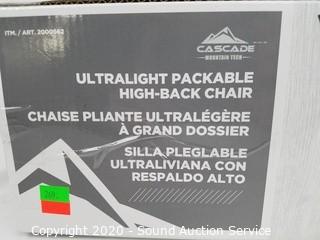 ITM. / ART. 2000562
CASCADE
MOUNTAIN TECH
ULTRALIGHT PACKABLE
HIGH-BACK CHAIR
CHAISE PLIANTE ULTRALÉGÈRE
À GRAND DOSSIER
SILLA PLEGLABLE
ULTRALIVIANA CON
RESPALDO ALTO
Copyright 2020 - Sound Auction Service